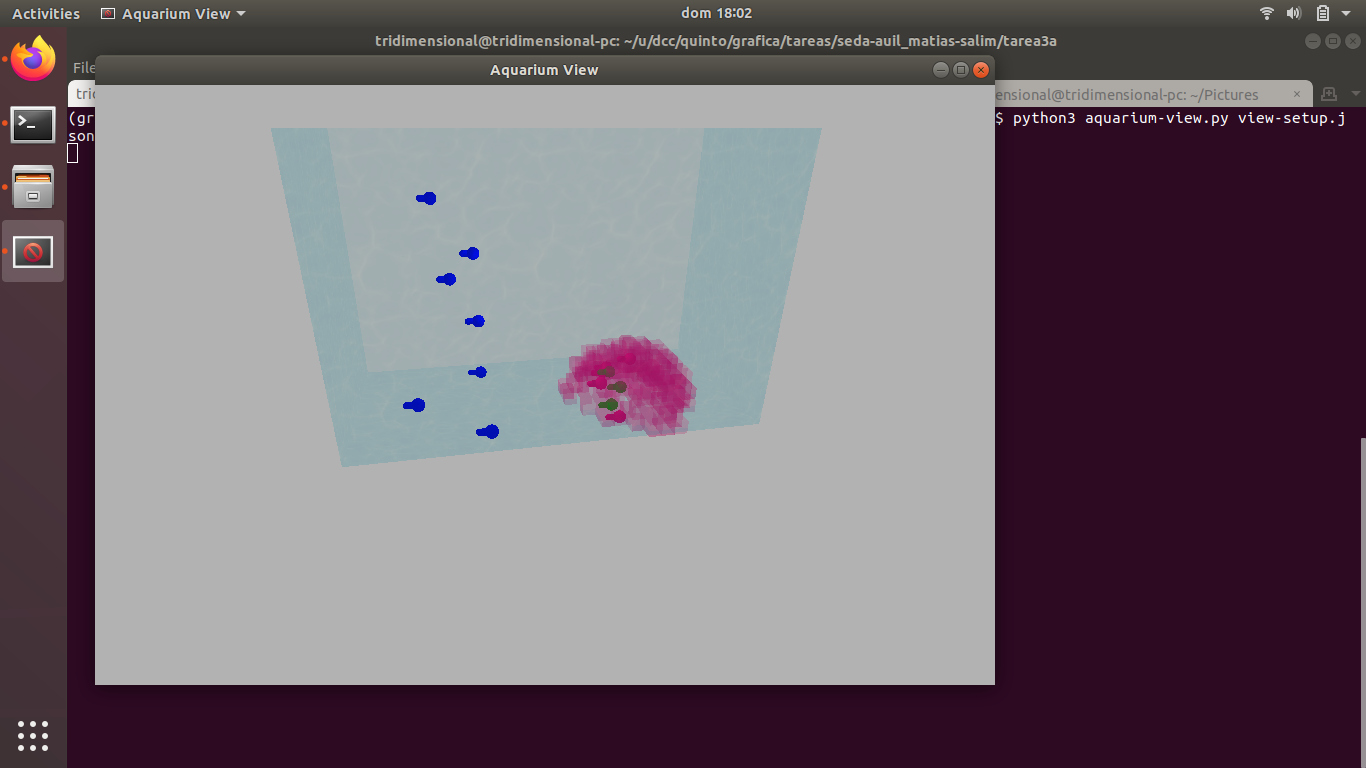 Activities
Aquarium View
dom 18:02
tridimensional@tridimensional-pc: ~/u/dcc/quinto/grafica/tareas/seda-auil_matias-salim/tarea3a
File
Aquarium View
tric
ensional@tridimensional-pc: ~/Pictures
(gr
$ python3 aquarium-view.py view-setup.j
son